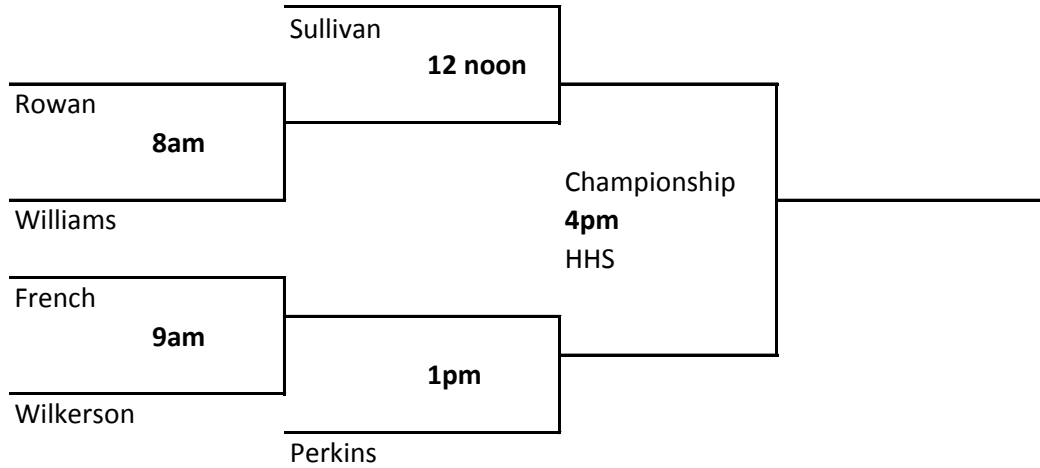 Sullivan
12 noon
Rowan
8am
Williams
Championship
4pm
HHS
French
9am
Wilkerson
1pm
Perkins